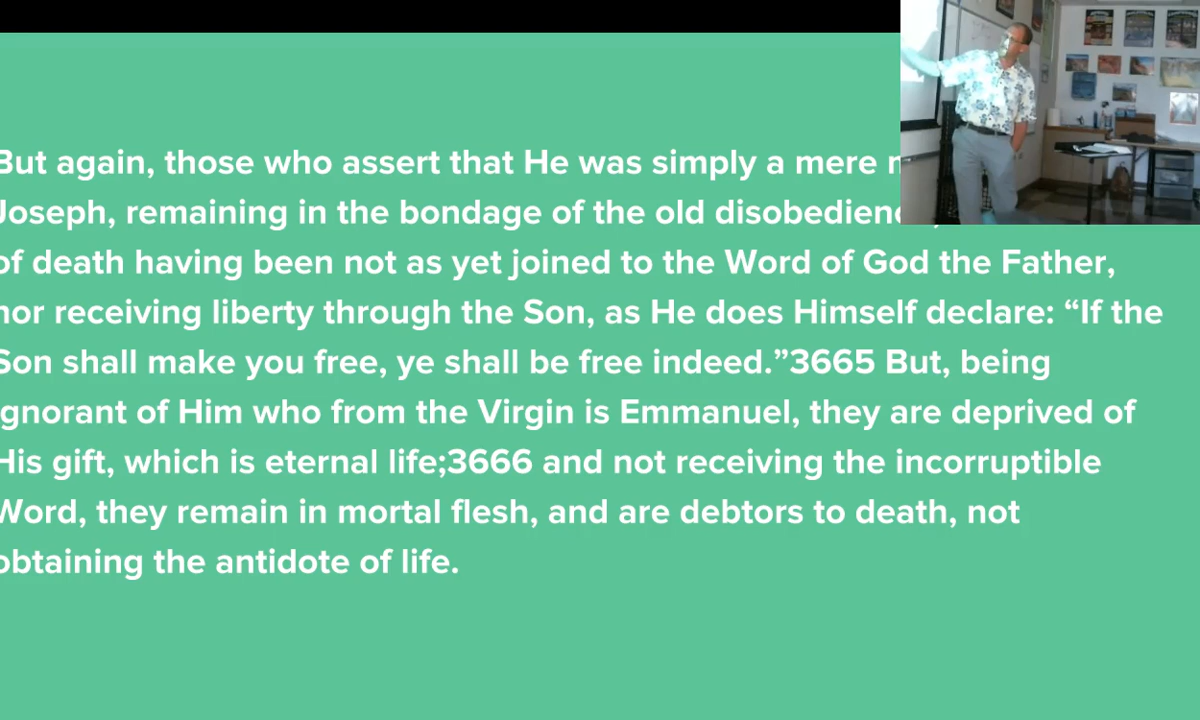 But again, those who assert that He was simply a mere
Joseph, remaining in the bondage of the old
of death having been not as yet joined to the Word of God the Father,
nor receiving liberty through the Son, as He does Himself declare: “If the
Son shall make you free, ye shall be free indeed.”3665 But, being
ignorant of Him who from the Virgin is Emmanuel, they are deprived of
His gift, which is eternal life;3666 and not receiving the incorruptible
Word, they remain in mortal flesh, and are debtors to death, not
obtaining the antidote of life.